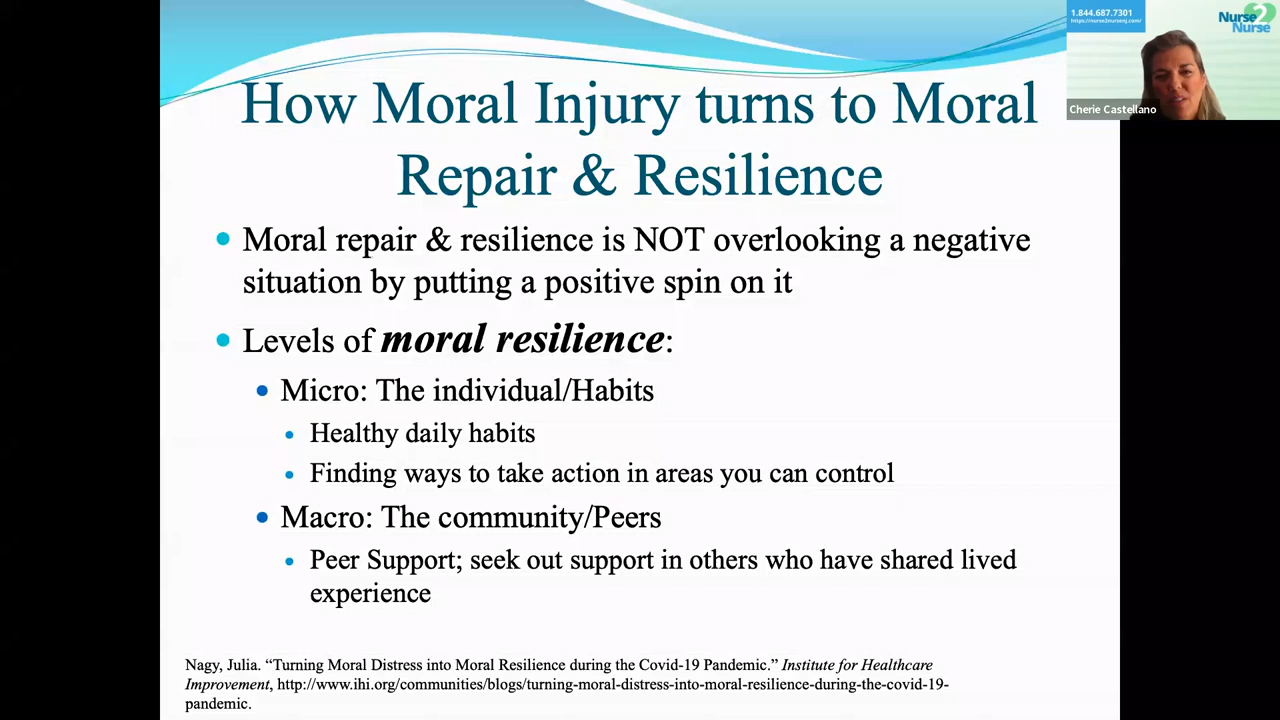 How Moral Injury turns to Moral
Repair & Resilience
• Moral repair & resilience is NOT overlooking a negative
situation by putting a positive spin on it
• Levels of moral resilience:
• Micro: The individual/Habits
• Healthy daily habits
• Finding ways to take action in areas you can control
• Macro: The community/Peers
• Peer Support; seek out support in others who have shared lived
experience
Nagy, Julia. “Turning Moral Distress into Moral Resilience during the Covid-19 Pandemic.” Institute for Healthcare
Improvement, http://www.ihi.org/communities/blogs/turning-moral-distress-into-moral-resilience-during-the-covid-19-
pandemic.
1.844.687.7301
https://nurse2nursenj.com/
Nurse2
Nurse
Cherie Castellano